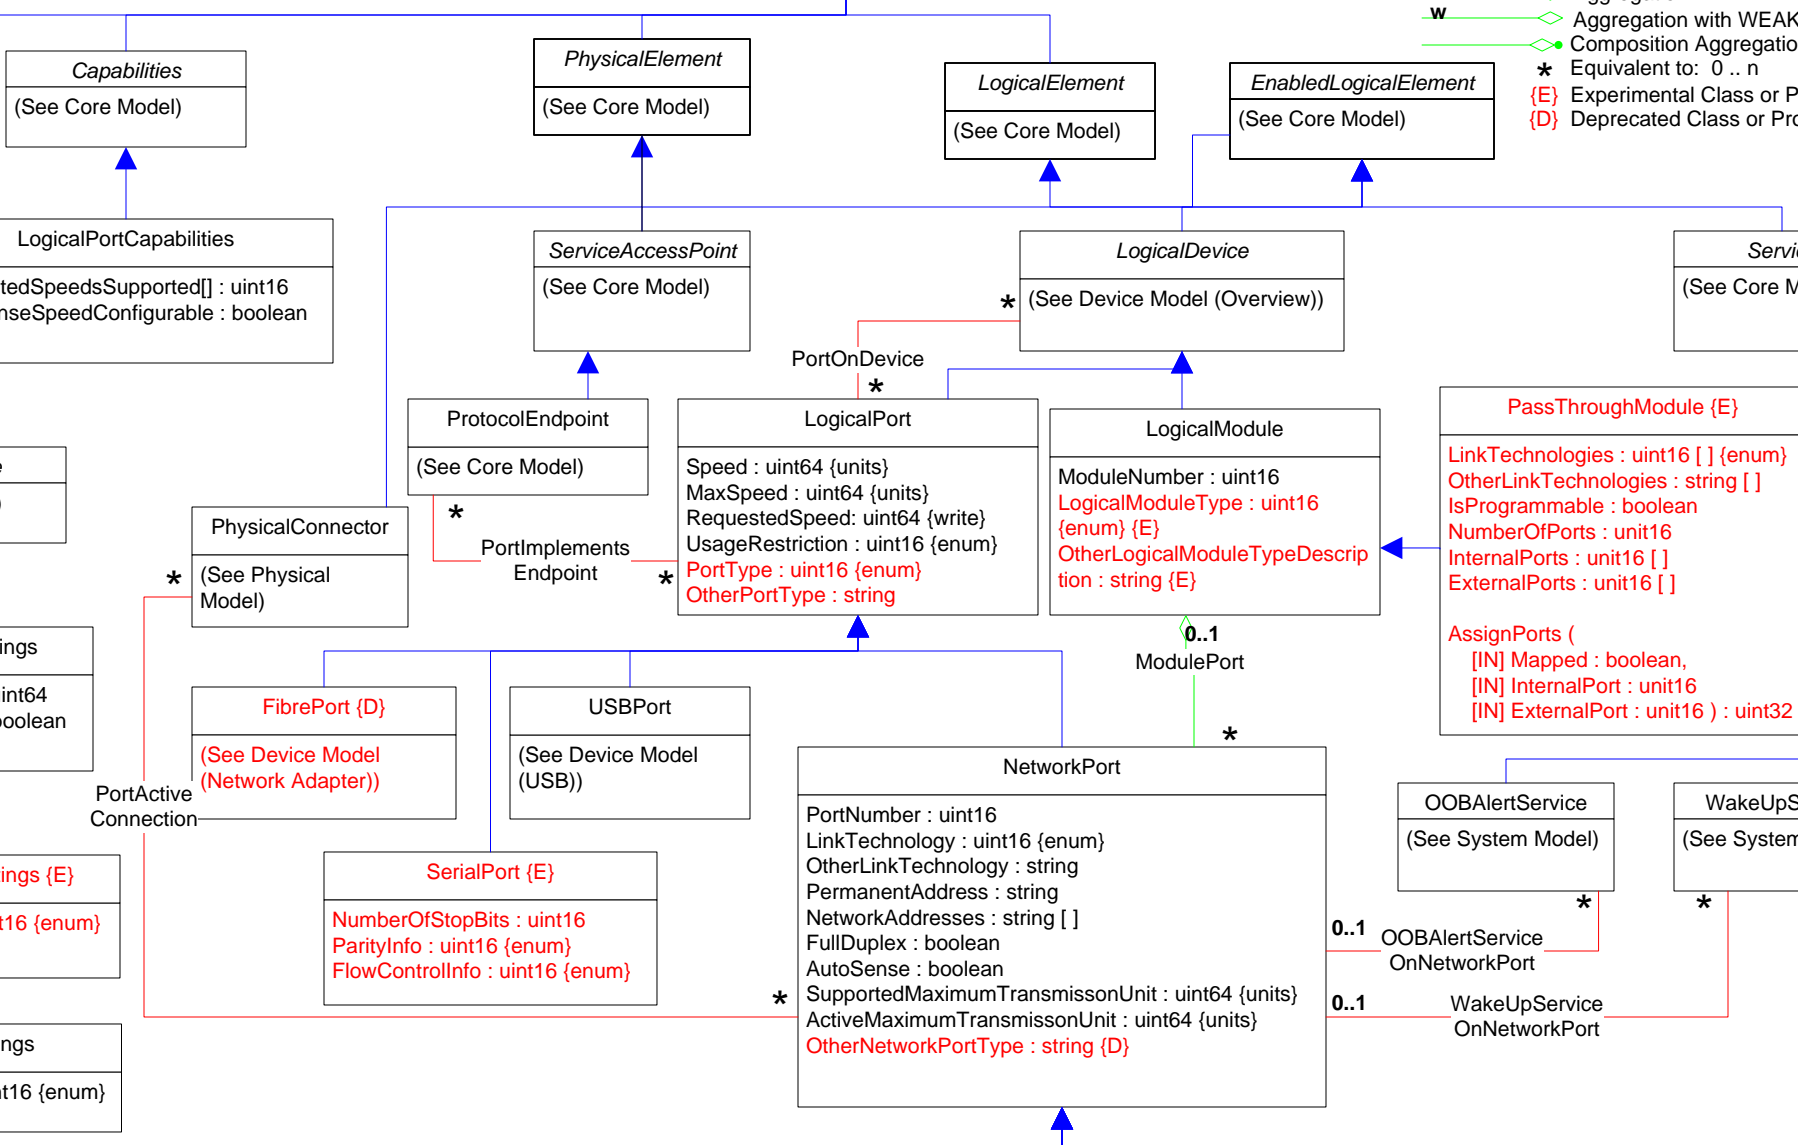 w
Aggregation with WEAK
Composition Aggregatio
* Equivalent to: 0 .. n
{E} Experimental Class or P
{D} Deprecated Class or Pro
Capabilities
(See Core Model)
PhysicalElement
(See Core Model)
LogicalElement
(See Core Model)
EnabledLogicalElement
(See Core Model)
LogicalPortCapabilities
tedSpeedsSupported[] : uint16
nseSpeedConfigurable : boolean
ServiceAccessPoint
(See Core Model)
LogicalDevice
(See Device Model (Overview))
Servi
(See Core M
*
PortOnDevice
*
ProtocolEndpoint
(See Core Model)
*
PortImplements
Endpoint
*
LogicalPort
Speed : uint64 {units}
MaxSpeed : uint64 {units}
RequestedSpeed: uint64 {write}
UsageRestriction : uint16 {enum}
PortType : uint16 {enum}
OtherPortType : string
LogicalModule
ModuleNumber : uint16
LogicalModuleType : uint16
{enum} {E}
OtherLogicalModuleTypeDescrip
tion : string {E}
PassThroughModule {E}
LinkTechnologies : uint16 [ ] {enum}
OtherLinkTechnologies : string [ ]
IsProgrammable : boolean
NumberOfPorts : unit16
InternalPorts : unit16 [ ]
ExternalPorts : unit16 [ ]
AssignPorts (
[IN] Mapped : boolean,
[IN] InternalPort : unit16
[IN] ExternalPort : unit16 ) : uint32
e
)
PhysicalConnector
(See Physical
Model)
*
0..1
ModulePort
*
ings
int64
boolean
FibrePort {D}
(See Device Model
(Network Adapter))
USBPort
(See Device Model
(USB))
PortActive
Connection
SerialPort {E}
NumberOfStopBits : uint16
ParityInfo : uint16 {enum}
FlowControlInfo : uint16 {enum}
NetworkPort
PortNumber : uint16
LinkTechnology : uint16 {enum}
OtherLinkTechnology : string
PermanentAddress : string
NetworkAddresses : string [ ]
FullDuplex : boolean
AutoSense : boolean
SupportedMaximumTransmissonUnit : uint64 {units}
ActiveMaximumTransmissonUnit : uint64 {units}
OtherNetworkPortType : string {D}
*
OOBAlertService
(See System Model)
WakeUpS
(See System
*
*
0..1
OOBAlertService
OnNetworkPort
0..1
WakeUpService
OnNetworkPort
ings {E}
t16 {enum}
ngs
t16 {enum}